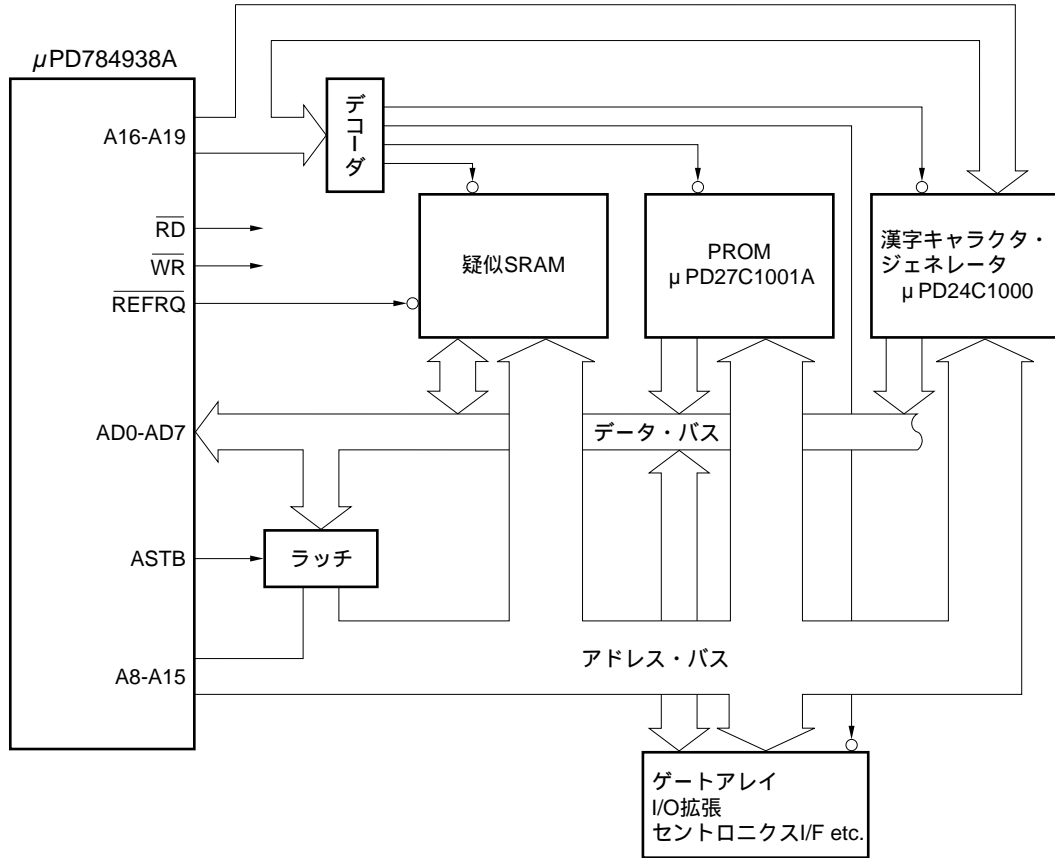 μPD784938A
A16-A19
RD
WR
REFRQ
AD0-AD7
ASTB
A8-A15
デコーダ
疑似SRAM
PROM
μPD27C1001A
漢字キャラクタ・
ジェネレータ
μPD24C1000
データ・バス
ラッチ
アドレス・バス
ゲートアレイ
I/O拡張
セントロニクスI/F etc.